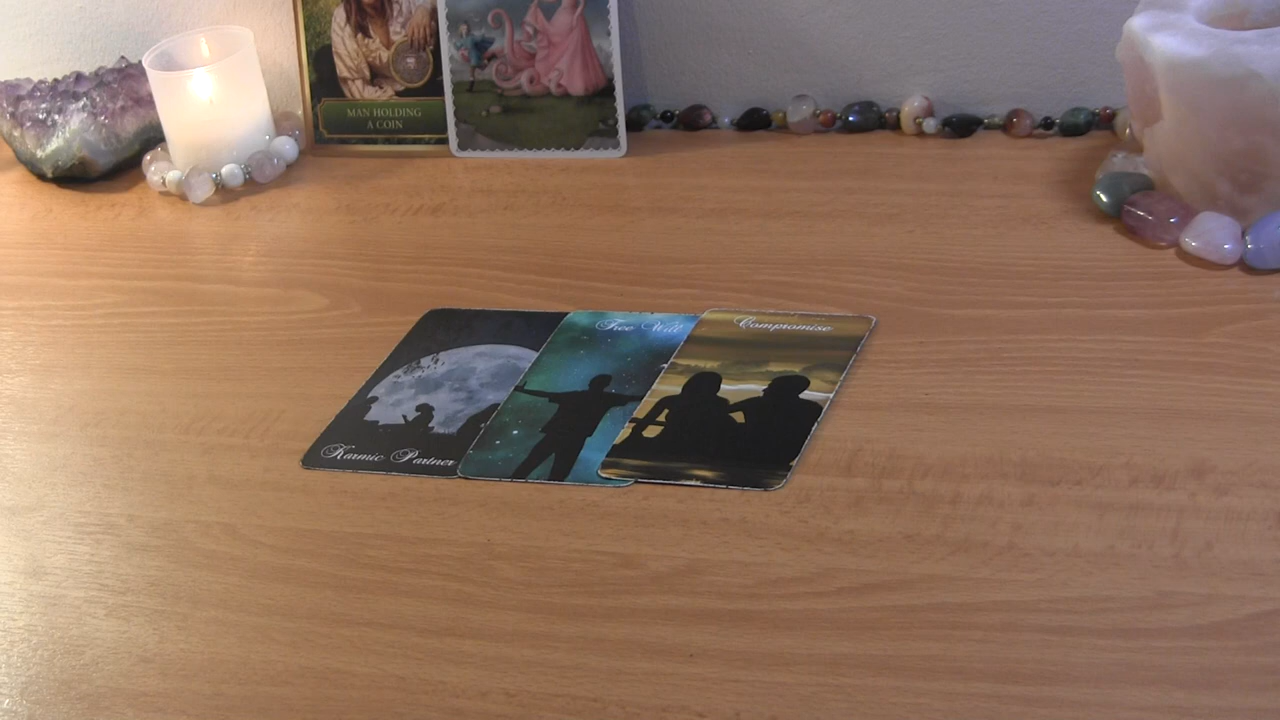 MAN HOLDING
A COIN
Karmic Partner
Free Will
Compromise